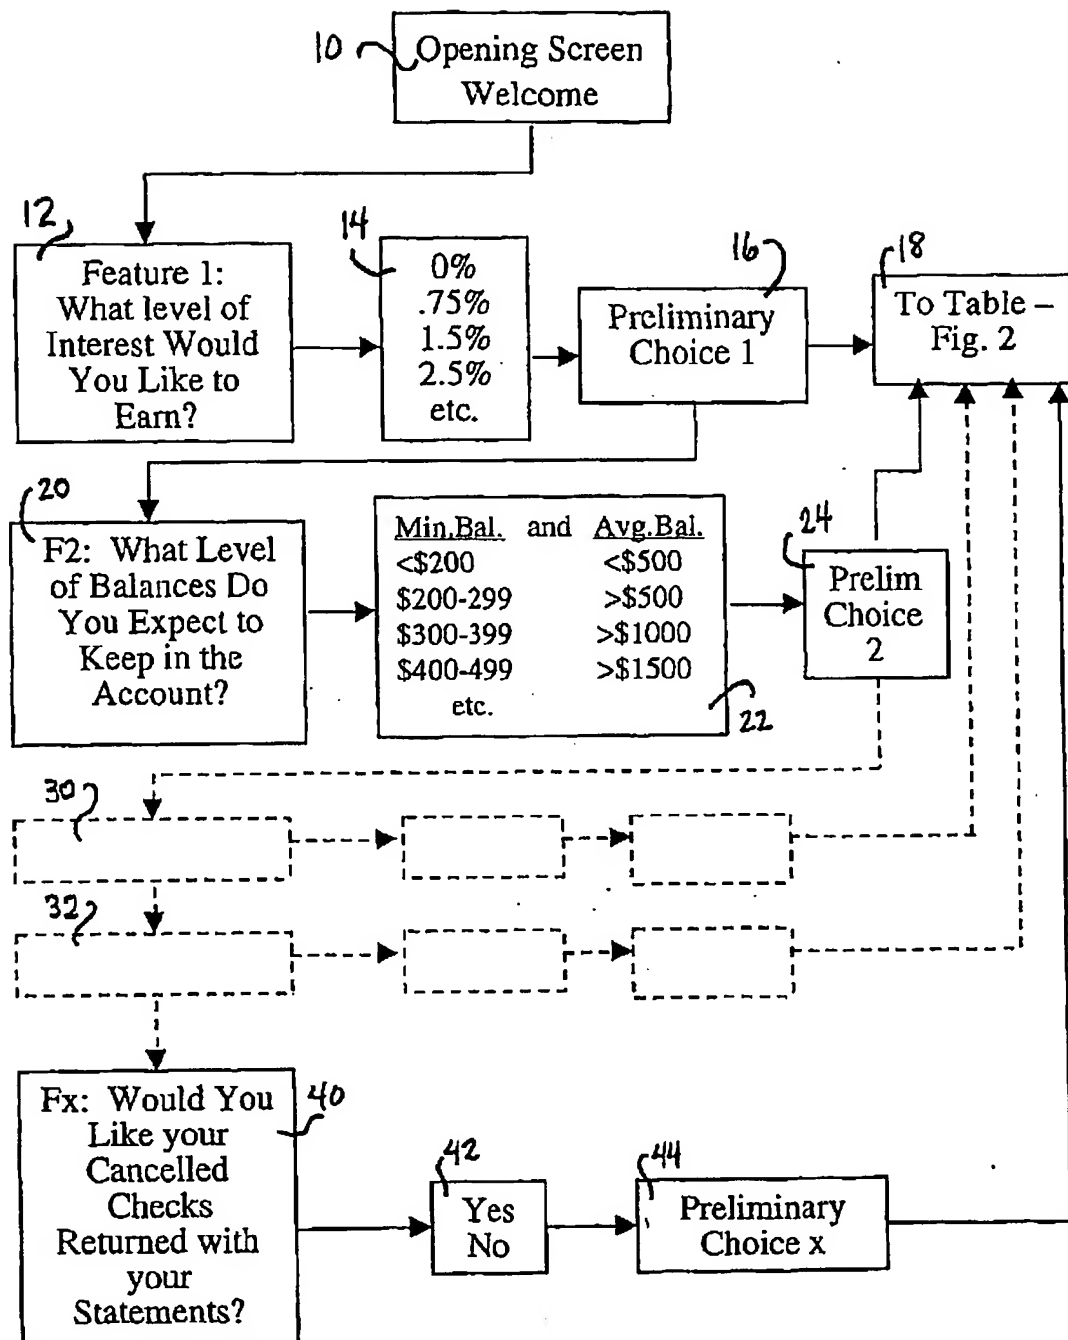 10
Opening Screen
Welcome
12
Feature 1:
What level of
Interest Would
You Like to
Earn?
14
0%
.75%
1.5%
2.5%
etc.
16
Preliminary
Choice 1
18
To Table –
Fig. 2
20
F2: What Level
of Balances Do
You Expect to
Keep in the
Account?
Min.Bal. and Avg.Bal.
<$200 <$500
$200-299 >$500
$300-399 >$1000
$400-499 >$1500
etc.
22
24
Prelim
Choice
2
30
32
Fx: Would You
Like your
Cancelled
Checks
Returned with
your
Statements?
40
42
Yes
No
44
Preliminary
Choice x